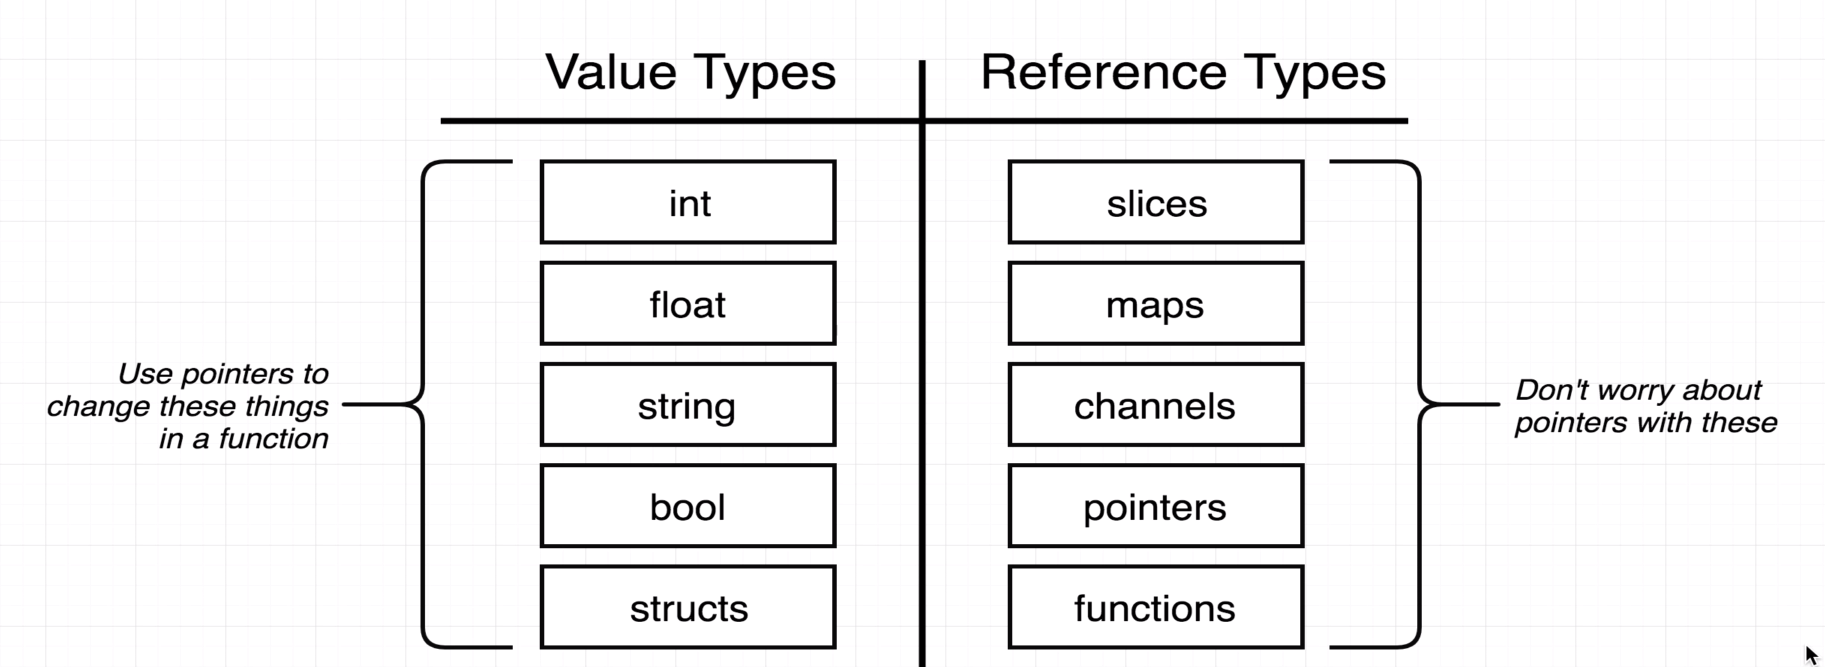 Value Types
Reference Types
int
float
string
bool
structs
slices
maps
channels
pointers
functions
Use pointers to
change these things
in a function
Don't worry about
pointers with these